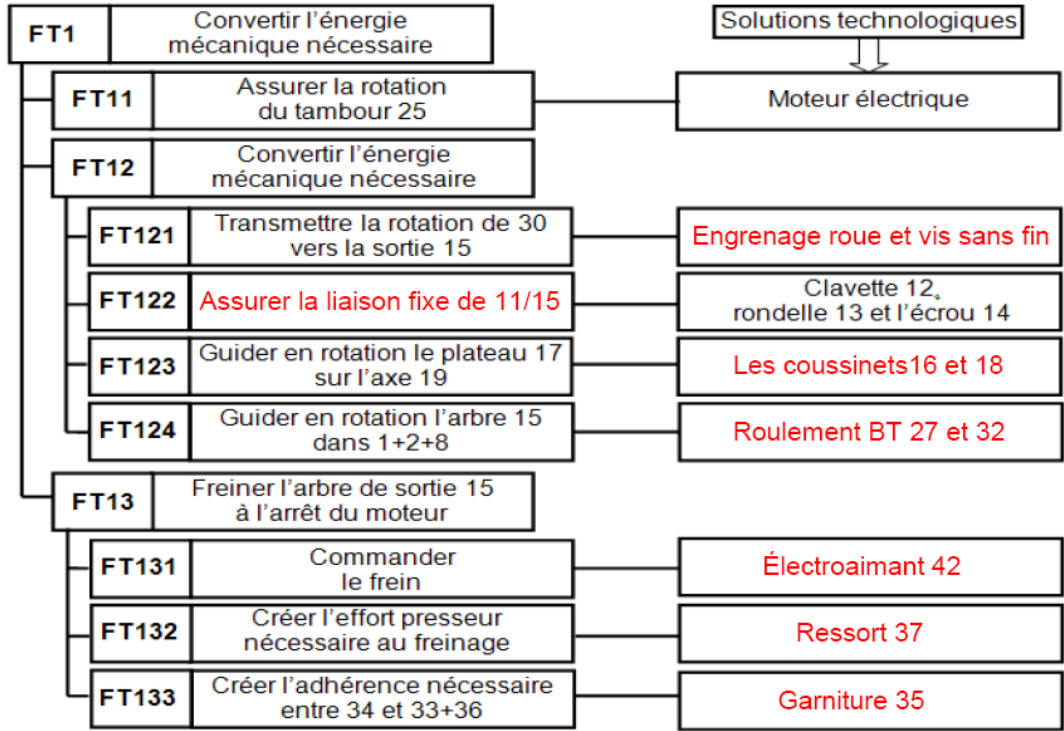 FT1
Convertir l'énergie
mécanique nécessaire
Solutions technologiques
FT11
Assurer la rotation
du tambour 25
Moteur électrique
FT12
Convertir l'énergie
mécanique nécessaire
FT121
Transmettre la rotation de 30
vers la sortie 15
Engrenage roue et vis sans fin
FT122
Assurer la liaison fixe de 11/15
Clavette 12,
rondelle 13 et l'écrou 14
FT123
Guider en rotation le plateau 17
sur l'axe 19
Les coussinets16 et 18
FT124
Guider en rotation l'arbre 15
dans 1+2+8
Roulement BT 27 et 32
FT13
Freiner l'arbre de sortie 15
à l'arrêt du moteur
FT131
Commander
le frein
Électroaimant 42
FT132
Créer l'effort presseur
nécessaire au freinage
Ressort 37
FT133
Créer l'adhérence nécessaire
entre 34 et 33+36
Garniture 35